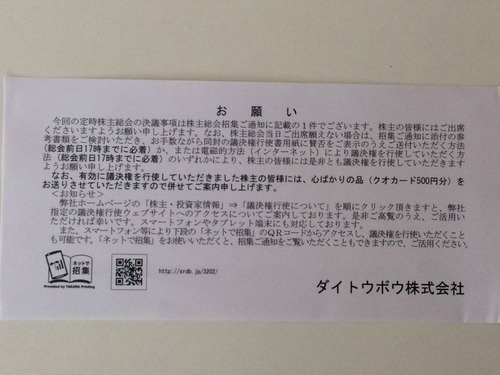 お願い
今回の定時株主総会の決議事項は株主総会招集ご通知に記載の１件でございます。株主の皆様にはご出席
くださいますようお願い申し上げます。なお、株主総会当日ご出席願えない場合は、招集ご通知に添付の参
考書類をご検討いただき、お手数ながら同封の議決権行使書用紙に賛否をご表示のうえご送付いただく方法
（総会前日17時までに必着）か、または電磁的方法（インターネット）により議決権を行使していただく方
法（総会前日17時までに必着）のいずれかにより、株主の皆様には是非とも議決権を行使していただきます
ようお願い申し上げます。
なお、有効に議決権を行使していただきました株主の皆様には、心ばかりの品（クオカード500円分）を
お送りさせていただきますので併せてご案内申し上げます。
＜お知らせ＞
弊社ホームページの「株主・投資家情報」⇒「議決権行使について」を順にクリック頂きますと、弊社
指定の議決権行使ウェブサイトへのアクセスについてご案内しております。是非ご高覧のうえ、ご活用い
ただければ幸いです。スマートフォンやタブレット端末にも対応しております。
また、スマートフォン等により下段の「ネットで招集」のＱＲコードからアクセスし、議決権行使いただくこと
も可能です。「ネットで招集」をお使いいただくと、招集ご通知をご覧いただくこともできますので、ご活用ください。
ネットで
招集
Provided by TAKARA Printing
http://srdb.jp/3202/
ダイトウボウ株式会社